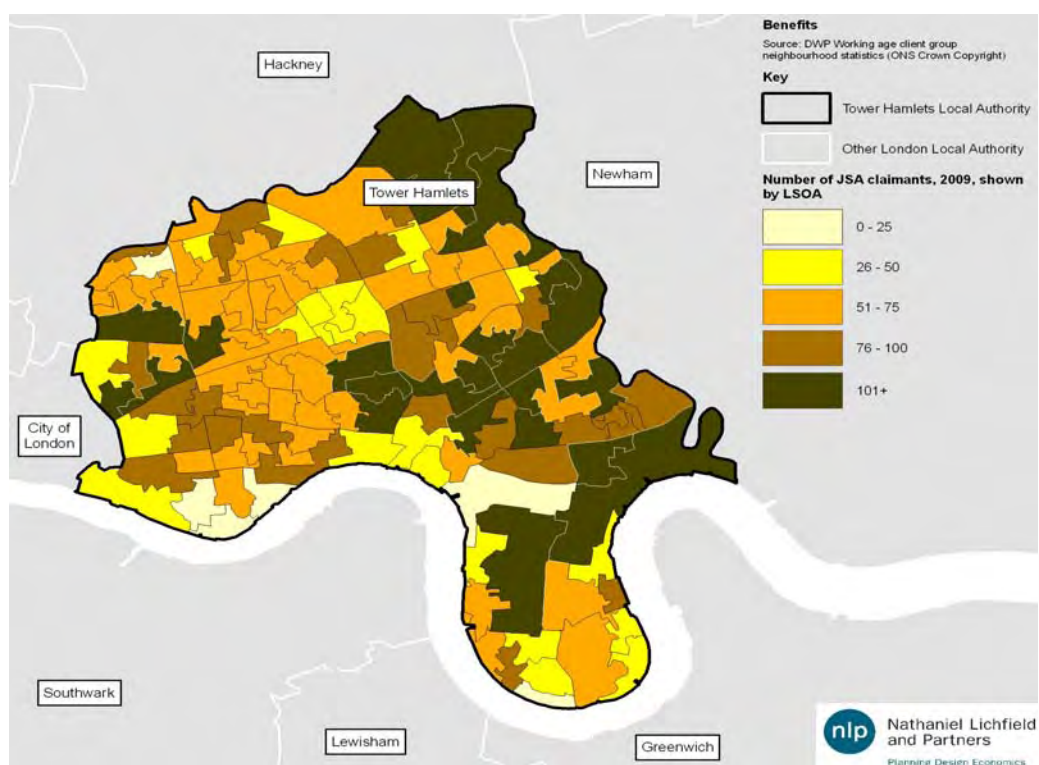 Benefits
Source: DWP Working age client group
neighbourhood statistics (ONS Crown Copyright)
Key
Tower Hamlets Local Authority
Other London Local Authority
Number of JSA claimants, 2009, shown
by LSOA
0 - 25
26 - 50
51 - 75
76 - 100
101+
Hackney
Tower Hamlets
Newham
City of
London
Southwark
Lewisham
Greenwich
nlp
Nathaniel Lichfield
and Partners
Planning Design Economics